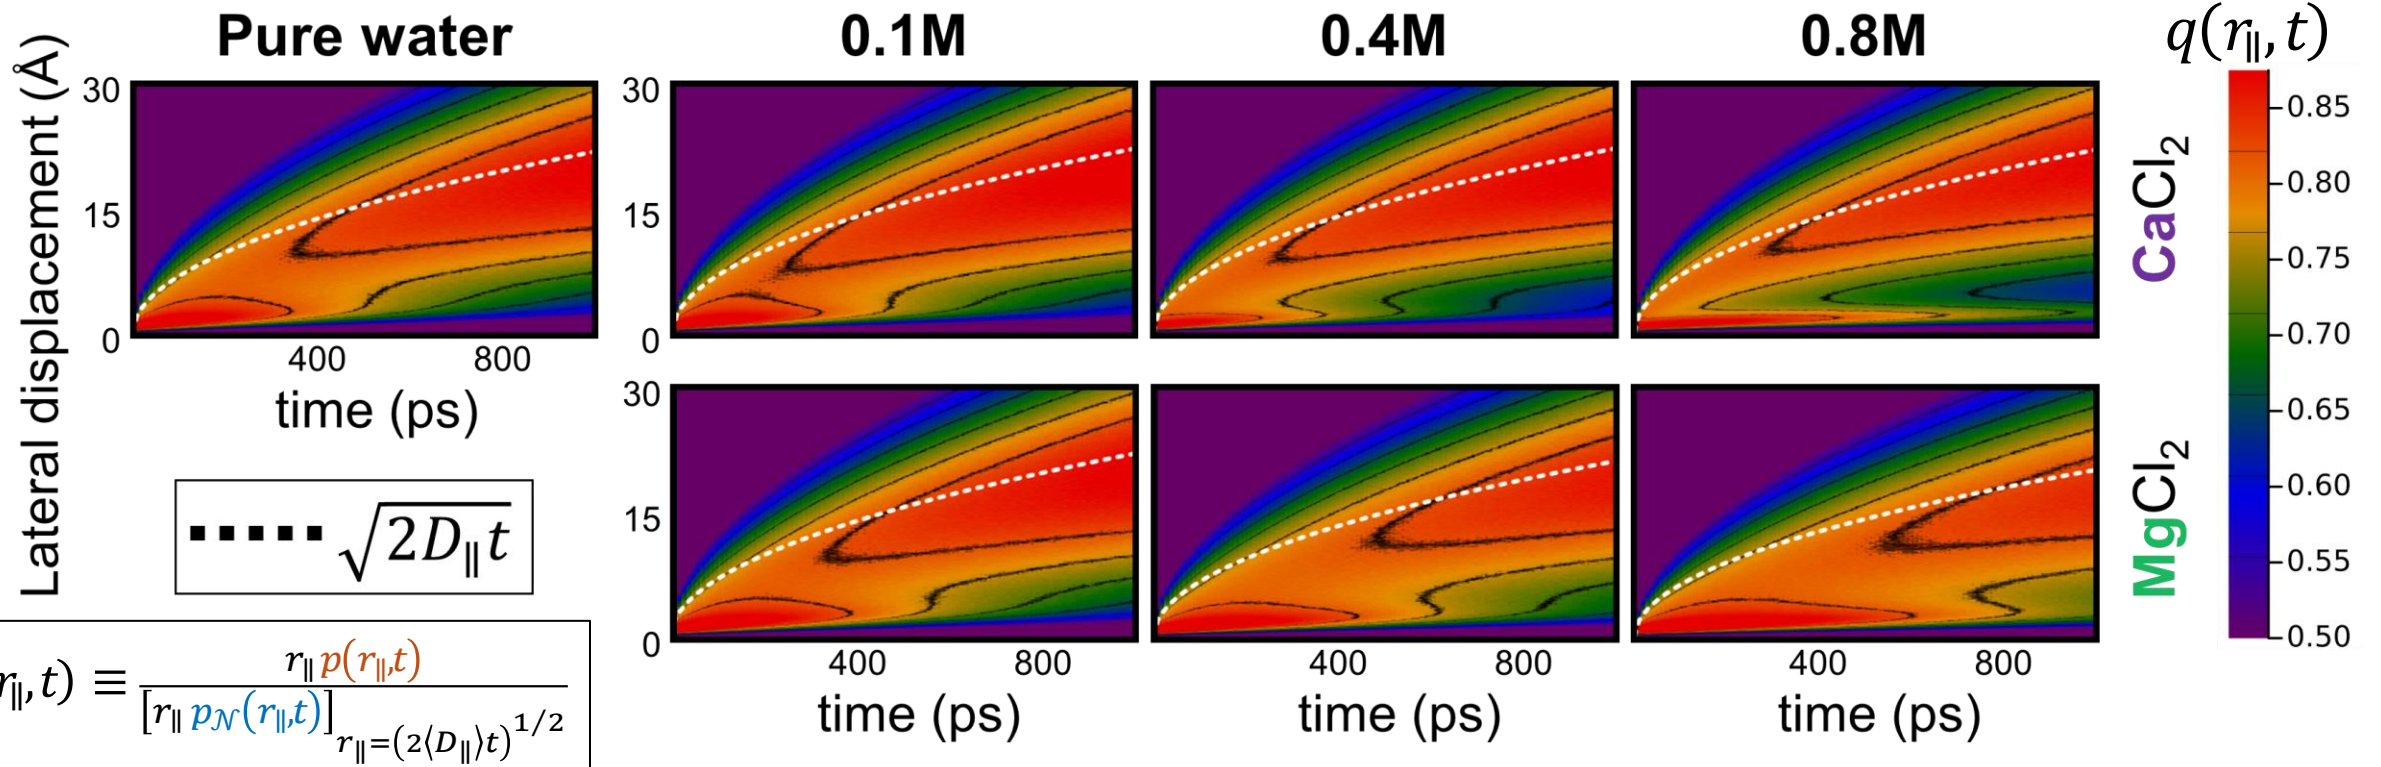 Pure water
0.1M
0.4M
0.8M
q(r∥, t)
Lateral displacement (Å)
30
15
0
400
800
time (ps)
30
15
0
CaCl₂
30
15
0
400
800
time (ps)
400
800
time (ps)
400
800
time (ps)
MgCl₂
0.85
0.80
0.75
0.70
0.65
0.60
0.55
0.50
√2D∥t
r∥,t) ≡ r∥ p(r∥,t)
[r∥ p𝒩(r∥,t)] r∥=(2⟨D∥⟩t)^1/2